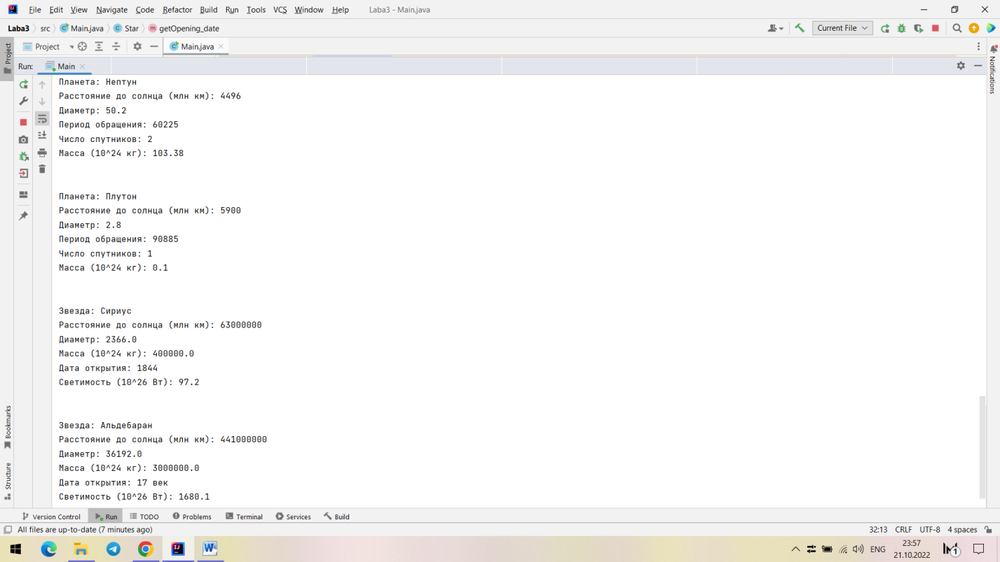 File Edit View Navigate Code Refactor Build Run Tools VCS Window Help Laba3 - Main.java
Laba3 src Main.java Star getOpening_date Current File
Project Main.java
Run: Main
Планета: Нептун
Расстояние до солнца (млн км): 4496
Диаметр: 50.2
Период обращения: 60225
Число спутников: 2
Масса (10^24 кг): 103.38
Планета: Плутон
Расстояние до солнца (млн км): 5900
Диаметр: 2.8
Период обращения: 90885
Число спутников: 1
Масса (10^24 кг): 0.1
Звезда: Сириус
Расстояние до солнца (млн км): 63000000
Диаметр: 2366.0
Масса (10^24 кг): 400000.0
Дата открытия: 1844
Светимость (10^26 Вт): 97.2
Звезда: Альдебаран
Расстояние до солнца (млн км): 441000000
Диаметр: 36192.0
Масса (10^24 кг): 3000000.0
Дата открытия: 17 век
Светимость (10^26 Вт): 1680.1
Project
Bookmarks
Structure
Notifications
Version Control Run TODO Problems Terminal Services Build
All files are up-to-date (7 minutes ago) 32:13 CRLF UTF-8 4 spaces
ENG 23:57 1
21.10.2022